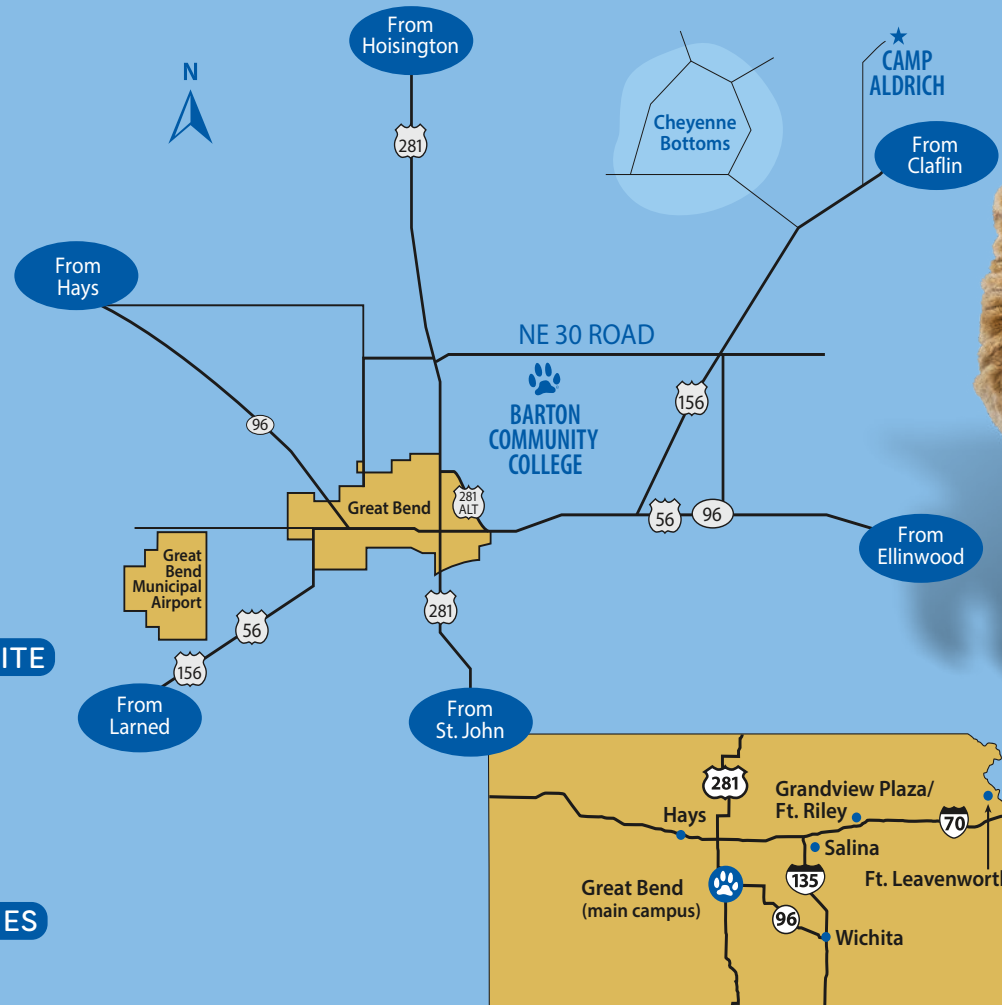 From
Hoisington
N
281
Cheyenne
Bottoms
CAMP
ALDRICH
From
Claflin
From
Hays
NE 30 ROAD
BARTON
COMMUNITY
COLLEGE
156
96
Great Bend
281
ALT
56
96
From
Ellinwood
Great
Bend
Municipal
Airport
281
56
156
ITE
From
Larned
From
St. John
281
Grandview Plaza/
Ft. Riley
Hays
70
Salina
135
Ft. Leavenworth
Great Bend
(main campus)
96
Wichita
ES